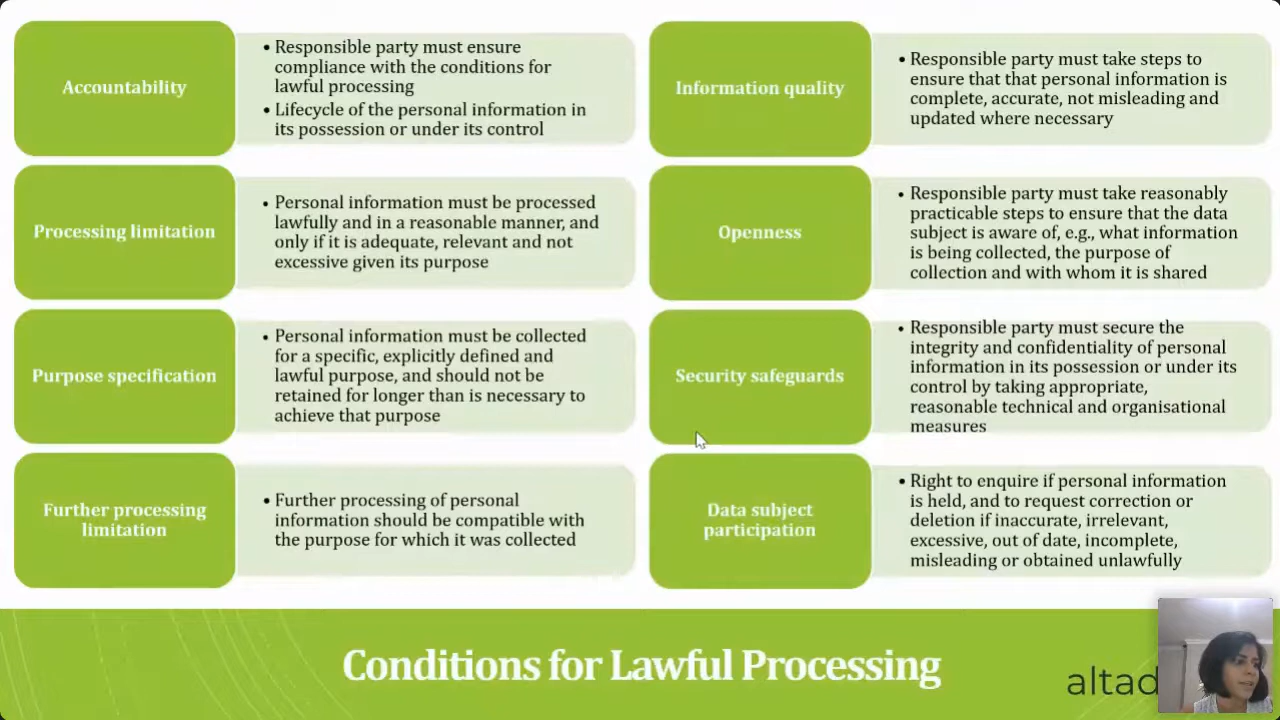 Accountability
• Responsible party must ensure
compliance with the conditions for
lawful processing
• Lifecycle of the personal information in
its possession or under its control
Processing limitation
• Personal information must be processed
lawfully and in a reasonable manner, and
only if it is adequate, relevant and not
excessive given its purpose
Purpose specification
• Personal information must be collected
for a specific, explicitly defined and
lawful purpose, and should not be
retained for longer than is necessary to
achieve that purpose
Further processing
limitation
• Further processing of personal
information should be compatible with
the purpose for which it was collected
Information quality
• Responsible party must take steps to
ensure that that personal information is
complete, accurate, not misleading and
updated where necessary
Openness
• Responsible party must take reasonably
practicable steps to ensure that the data
subject is aware of, e.g., what information
is being collected, the purpose of
collection and with whom it is shared
Security safeguards
• Responsible party must secure the
integrity and confidentiality of personal
information in its possession or under its
control by taking appropriate,
reasonable technical and organisational
measures
Data subject
participation
• Right to enquire if personal information
is held, and to request correction or
deletion if inaccurate, irrelevant,
excessive, out of date, incomplete,
misleading or obtained unlawfully
Conditions for Lawful Processing
altad